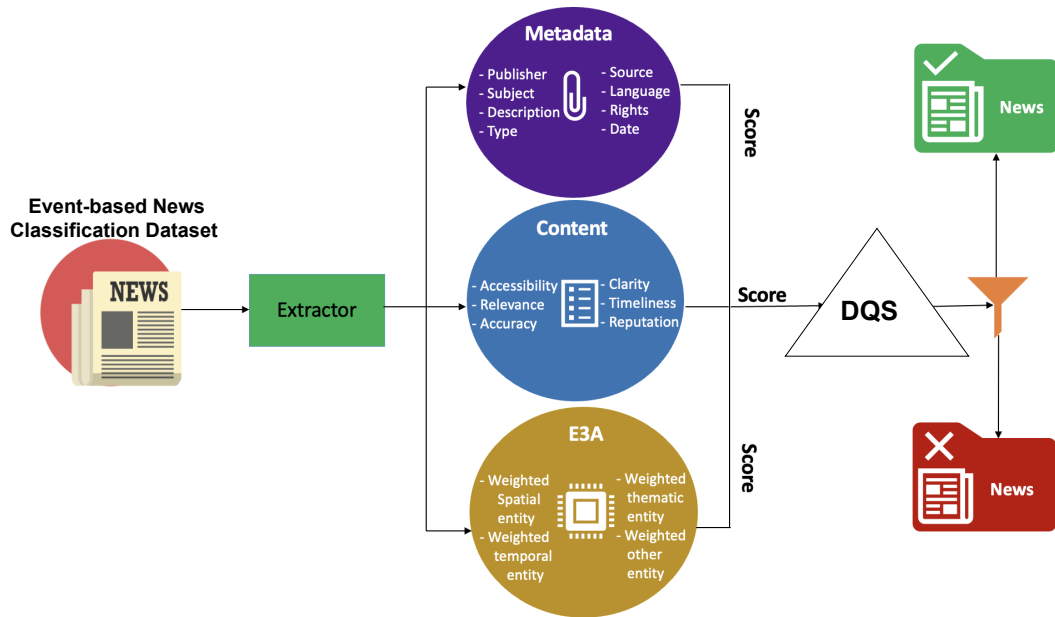 Event-based News
Classification Dataset
NEWS
Extractor
Metadata
- Publisher
- Subject
- Description
- Type
- Source
- Language
- Rights
- Date
Content
- Accessibility
- Relevance
- Accuracy
- Clarity
- Timeliness
- Reputation
E3A
- Weighted
Spatial
entity
- Weighted
temporal
entity
- Weighted
thematic
entity
- Weighted
other
entity
Score
Score
Score
DQS
News
News